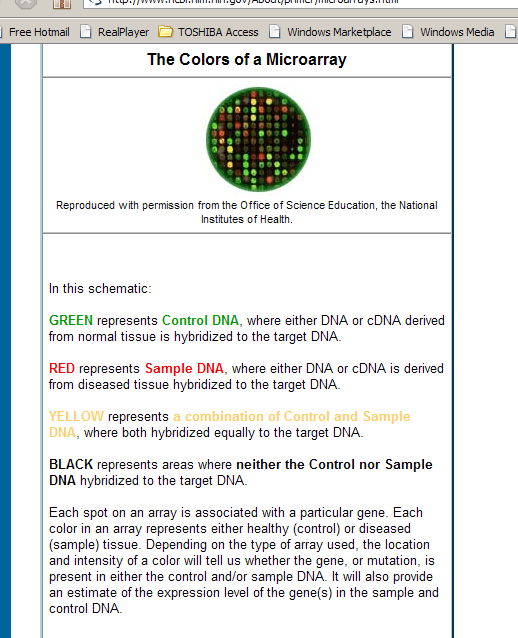 http://www.ncbi.nlm.nih.gov/About/primer/microarrays.html
Free Hotmail RealPlayer TOSHIBA Access Windows Marketplace Windows Media
The Colors of a Microarray
Reproduced with permission from the Office of Science Education, the National
Institutes of Health.
In this schematic:
GREEN represents Control DNA, where either DNA or cDNA derived
from normal tissue is hybridized to the target DNA.
RED represents Sample DNA, where either DNA or cDNA is derived
from diseased tissue hybridized to the target DNA.
YELLOW represents a combination of Control and Sample
DNA, where both hybridized equally to the target DNA.
BLACK represents areas where neither the Control nor Sample
DNA hybridized to the target DNA.
Each spot on an array is associated with a particular gene. Each
color in an array represents either healthy (control) or diseased
(sample) tissue. Depending on the type of array used, the location
and intensity of a color will tell us whether the gene, or mutation, is
present in either the control and/or sample DNA. It will also provide
an estimate of the expression level of the gene(s) in the sample and
control DNA.